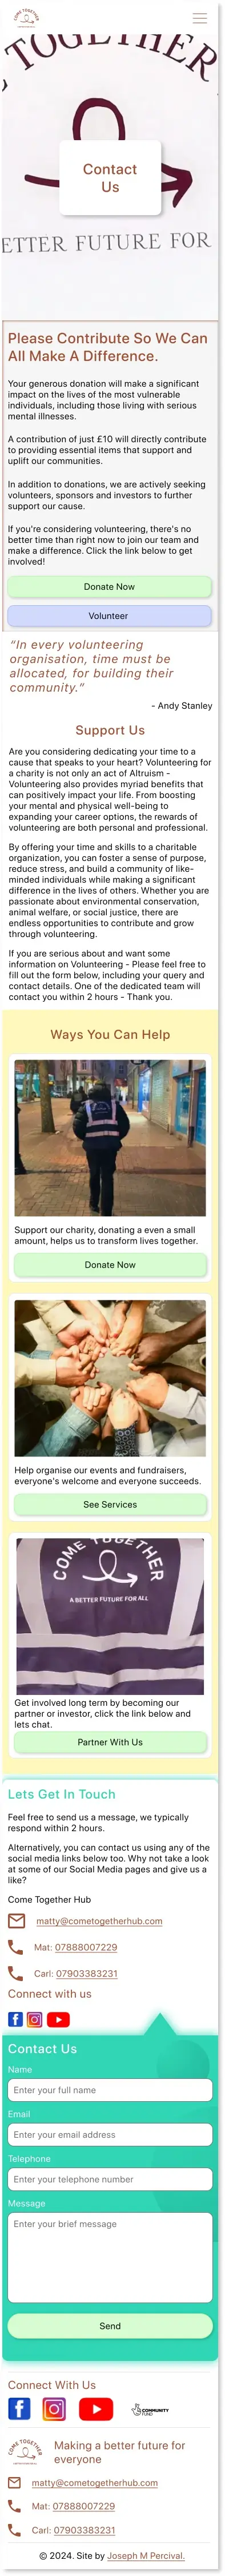 COME TOGETHER
TOGETHER
Contact
Us
ETTER FUTURE FOR
Please Contribute So We Can
All Make A Difference.
Your generous donation will make a significant
impact on the lives of the most vulnerable
individuals, including those living with serious
mental illnesses.
A contribution of just £10 will directly contribute
to providing essential items that support and
uplift our communities.
In addition to donations, we are actively seeking
volunteers, sponsors and investors to further
support our cause.
If you're considering volunteering, there's no
better time than right now to join our team and
make a difference. Click the link below to get
involved!
Donate Now
Volunteer
“In every volunteering
organisation, time must be
allocated, for building their
community.”
- Andy Stanley
Support Us
Are you considering dedicating your time to a
cause that speaks to your heart? Volunteering for
a charity is not only an act of Altruism -
Volunteering also provides myriad benefits that
can positively impact your life. From boosting
your mental and physical well-being to
expanding your career options, the rewards of
volunteering are both personal and professional.
By offering your time and skills to a charitable
organization, you can foster a sense of purpose,
reduce stress, and build a community of like-
minded individuals while making a significant
difference in the lives of others. Whether you are
passionate about environmental conservation,
animal welfare, or social justice, there are
endless opportunities to contribute and grow
through volunteering.
If you are serious about and want some
information on Volunteering - Please feel free to
fill out the form below, including your query and
contact details. One of the dedicated team will
contact you within 2 hours - Thank you.
Ways You Can Help
Support our charity, donating a even a small
amount, helps us to transform lives together.
Donate Now
Help organise our events and fundraisers,
everyone's welcome and everyone succeeds.
See Services
COME TOGETHER
A BETTER FUTURE FOR ALL
Get involved long term by becoming our
partner or investor, click the link below and
lets chat.
Partner With Us
Lets Get In Touch
Feel free to send us a message, we typically
respond within 2 hours.
Alternatively, you can contact us using any of the
social media links below too. Why not take a look
at some of our Social Media pages and give us a
like?
Come Together Hub
matty@cometogetherhub.com
Mat: 07888007229
Carl: 07903383231
Connect with us
Contact Us
Name
Enter your full name
Email
Enter your email address
Telephone
Enter your telephone number
Message
Enter your brief message
Send
Connect With Us
COMMUNITY
FUND
COME TOGETHER
Making a better future for
everyone
matty@cometogetherhub.com
Mat: 07888007229
Carl: 07903383231
© 2024. Site by Joseph M Percival.